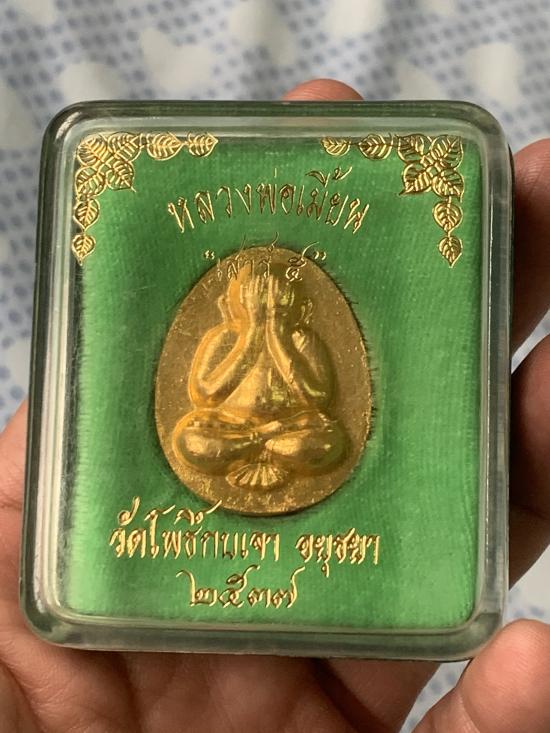 หลวงพ่อเมี้ยน
"เสาร์ ๕"
วัดโพธิ์กบเจา อยุธยา
๒๕๓๗